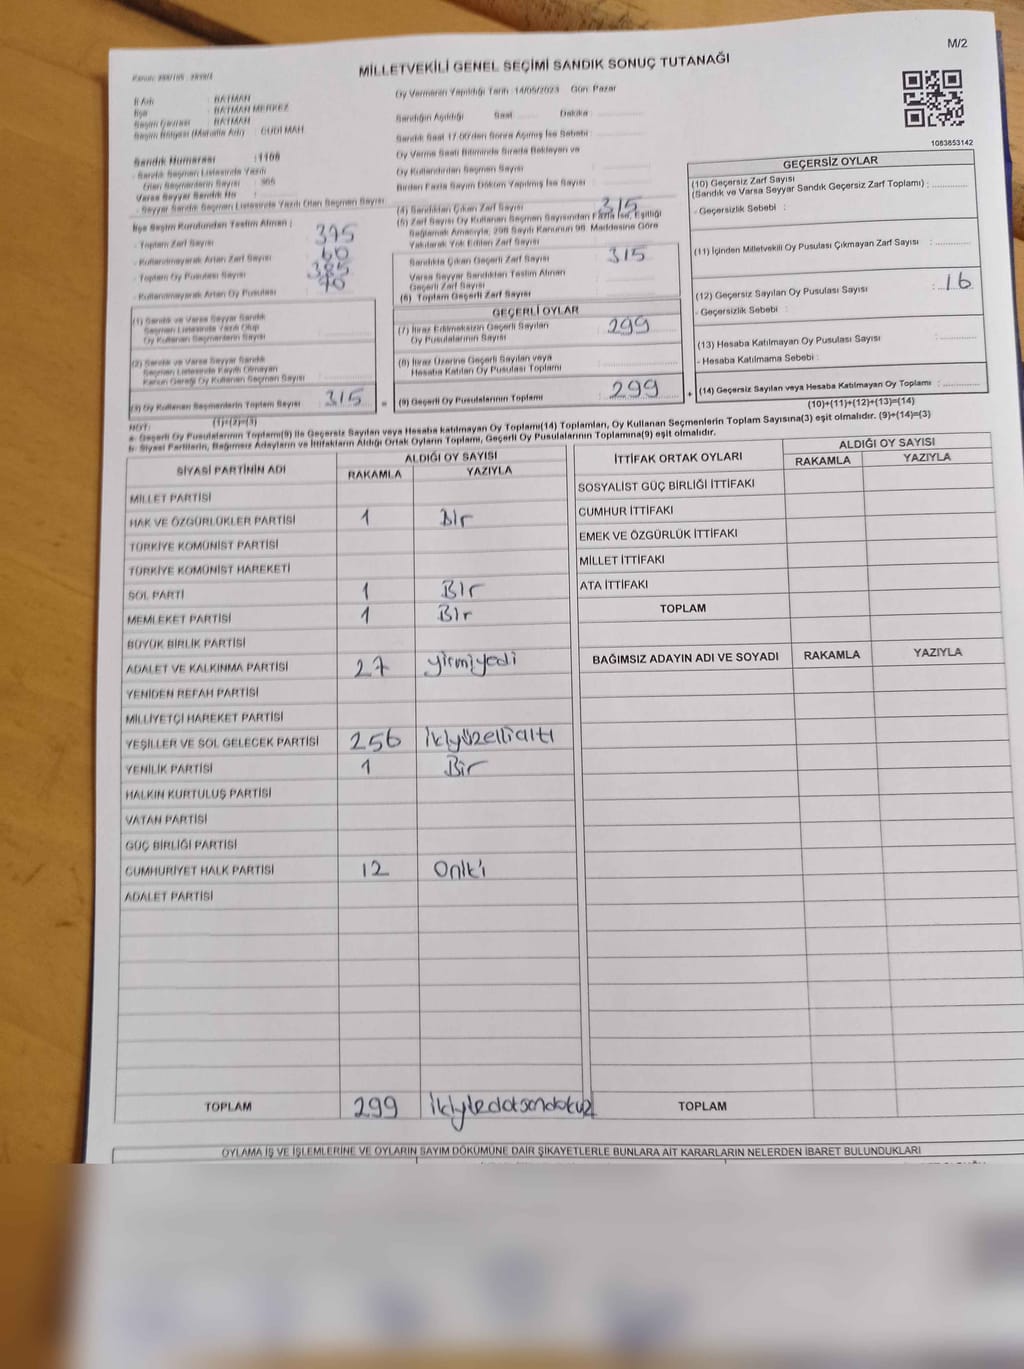 M/2
MİLLETVEKİLİ GENEL SEÇİMİ SANDIK SONUÇ TUTANAĞI
İl Adı : BATMAN
İlçe : BATMAN MERKEZ
Seçim Çevresi : BATMAN
Seçim Bölgesi (Mahalle Adı) : GÜDİ MAH.
Sandık Numarası : 1106
Sandık Seçmen Listesinde Yazılı
Olan Seçmenlerin Sayısı : 365
Varsa Seyyar Sandık No :
- Seyyar Sandık Seçmen Listesinde Yazılı Olan Seçmen Sayısı
İlçe Seçim Kurulundan Teslim Alınan ;
- Toplam Zarf Sayısı 375
- Kullanılmayarak Artan Zarf Sayısı 60
- Toplam Oy Pusulası Sayısı 385
- Kullanılmayarak Artan Oy Pusulası 70
(1) Sandık ve Varsa Seyyar Sandık
Seçmen Listesinde Yazılı Olup
Oy Kullanan Seçmenlerin Sayısı
(2) Sandık ve Varsa Seyyar Sandık
Seçmen Listesinde Kayıtlı Olmayan
Kanun Gereği Oy Kullanan Seçmen Sayısı
(3) Oy Kullanan Seçmenlerin Toplam Sayısı 315
(1)+(2)=(3)
Oy Vermenin Yapıldığı Tarih :14/05/2023 Gün: Pazar
Sandığın Açıldığı Saat Dakika :
Sandık Saat 17:00'den Sonra Açılmış İse Sebebi :
Oy Verme Saati Bitiminde Sırada Bekleyen ve
Oy Kullandırılan Seçmen Sayısı
Birden Fazla Sayım Döküm Yapılmış İse Sayısı
(4) Sandıktan Çıkan Zarf Sayısı 315
(5) Zarf Sayısı Oy Kullanan Seçmen Sayısından Fazla İse, Eşitliği
Sağlamak Amacıyla, 298 Sayılı Kanunun 98. Maddesine Göre
Yakılarak Yok Edilen Zarf Sayısı
Sandıkta Çıkan Geçerli Zarf Sayısı 315
Varsa Seyyar Sandıktan Teslim Alınan
Geçerli Zarf Sayısı
(6) Toplam Geçerli Zarf Sayısı
GEÇERLİ OYLAR
(7) İtiraz Edilmeksizin Geçerli Sayılan : 299
Oy Pusulasının Sayısı
(8) İtiraz Üzerine Geçerli Sayılan veya
Hesaba Katılan Oy Pusulası Toplamı
= (9) Geçerli Oy Pusulalarının Toplamı 299
1083853142
GEÇERSİZ OYLAR
(10) Geçersiz Zarf Sayısı
(Sandık ve Varsa Seyyar Sandık Geçersiz Zarf Toplamı) :
- Geçersizlik Sebebi :
(11) İçinden Milletvekili Oy Pusulası Çıkmayan Zarf Sayısı :
(12) Geçersiz Sayılan Oy Pusulası Sayısı : 16
- Geçersizlik Sebebi :
(13) Hesaba Katılmayan Oy Pusulası Sayısı :
- Hesaba Katılmama Sebebi :
+ (14) Geçersiz Sayılan veya Hesaba Katılmayan Oy Toplamı :
(10)+(11)+(12)+(13)=(14)
NOT:
a- Geçerli Oy Pusulalarının Toplamı(9) ile Geçersiz Sayılan veya Hesaba katılmayan Oy Toplamı(14) Toplamları, Oy Kullanan Seçmenlerin Toplam Sayısına(3) eşit olmalıdır. (9)+(14)=(3)
b- Siyasi Partilerin, Bağımsız Adayların ve İttifakların Aldığı Ortak Oyların Toplamı, Geçerli Oy Pusulalarının Toplamına(9) eşit olmalıdır.
SİYASİ PARTİNİN ADI ALDIĞI OY SAYISI
RAKAMLA YAZIYLA
MİLLET PARTİSİ
HAK VE ÖZGÜRLÜKLER PARTİSİ 1 Bir
TÜRKİYE KOMÜNİST PARTİSİ
TÜRKİYE KOMÜNİST HAREKETİ
SOL PARTİ 1 Bir
MEMLEKET PARTİSİ 1 Bir
BÜYÜK BİRLİK PARTİSİ
ADALET VE KALKINMA PARTİSİ 27 yirmiyedi
YENİDEN REFAH PARTİSİ
MİLLİYETÇİ HAREKET PARTİSİ
YEŞİLLER VE SOL GELECEK PARTİSİ 256 ikiyüzellialtı
YENİLİK PARTİSİ 1 Bir
HALKIN KURTULUŞ PARTİSİ
VATAN PARTİSİ
GÜÇ BİRLİĞİ PARTİSİ
CUMHURİYET HALK PARTİSİ 12 Oniki
ADALET PARTİSİ
TOPLAM 299
İTTİFAK ORTAK OYLARI ALDIĞI OY SAYISI
RAKAMLA YAZIYLA
SOSYALİST GÜÇ BİRLİĞİ İTTİFAKI
CUMHUR İTTİFAKI
EMEK VE ÖZGÜRLÜK İTTİFAKI
MİLLET İTTİFAKI
ATA İTTİFAKI
TOPLAM
BAĞIMSIZ ADAYIN ADI VE SOYADI RAKAMLA YAZIYLA
TOPLAM
OYLAMA İŞ VE İŞLEMLERİNE VE OYLARIN SAYIM DÖKÜMÜNE DAİR ŞİKAYETLERLE BUNLARA AİT KARARLARIN NELERDEN İBARET BULUNDUKLARI